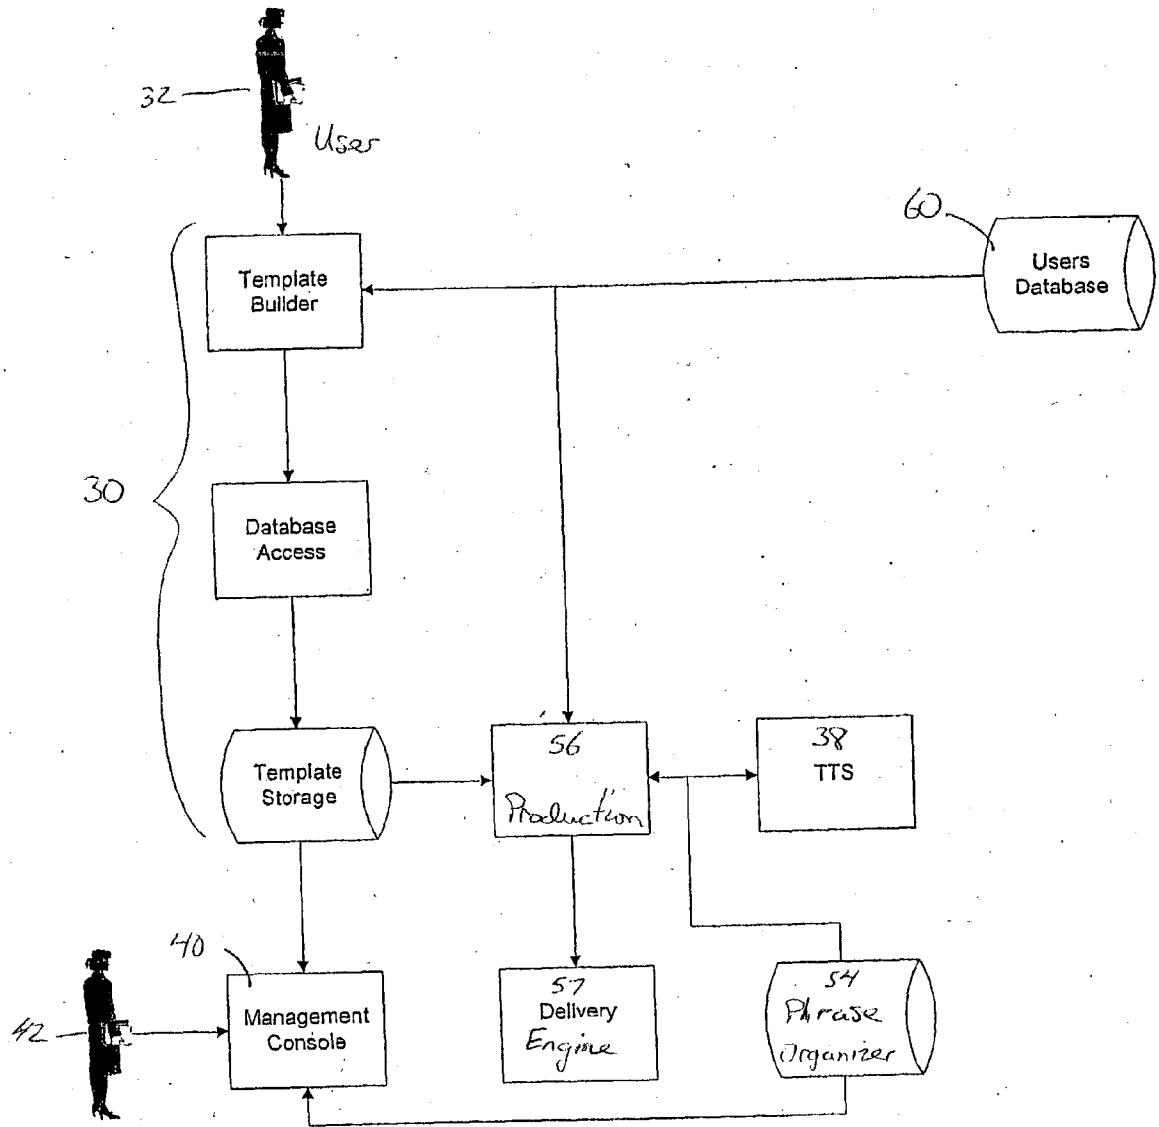 32
User
60
Users
Database
Template
Builder
30
Database
Access
Template
Storage
56
Production
38
TTS
40
Management
Console
42
57
Delivery
Engine
54
Phrase
Organizer